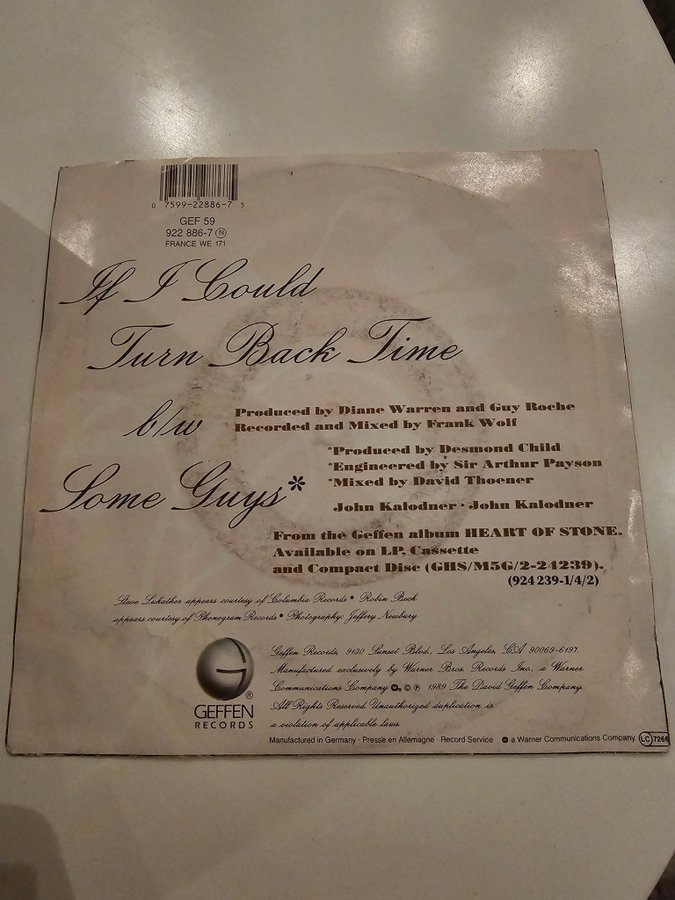 0 7599-22886-7 5
GEF 59
922 886-7 Ⓝ
FRANCE WE 171
If I Could
Turn Back Time
b/w
Produced by Diane Warren and Guy Roche
Recorded and Mixed by Frank Wolf
Some Guys*
*Produced by Desmond Child
*Engineered by Sir Arthur Payson
*Mixed by David Thoener
John Kalodner · John Kalodner
From the Geffen album HEART OF STONE.
Available on LP, Cassette
and Compact Disc (GHS/M5G/2-24239).
(924 239-1/4/2)
Steve Lukather appears courtesy of Columbia Records • Robin Beck
appears courtesy of Phonogram Records • Photography: Jeffery Newbury
GEFFEN
RECORDS
®
Geffen Records, 9130 Sunset Blvd., Los Angeles, CA 90069-6197.
Manufactured exclusively by Warner Bros. Records Inc., a Warner
Communications Company © ℗ 1989 The David Geffen Company.
All Rights Reserved. Unauthorized duplication is
a violation of applicable laws.
Manufactured in Germany · Presse en Allemagne · Record Service a Warner Communications Company LC 7266